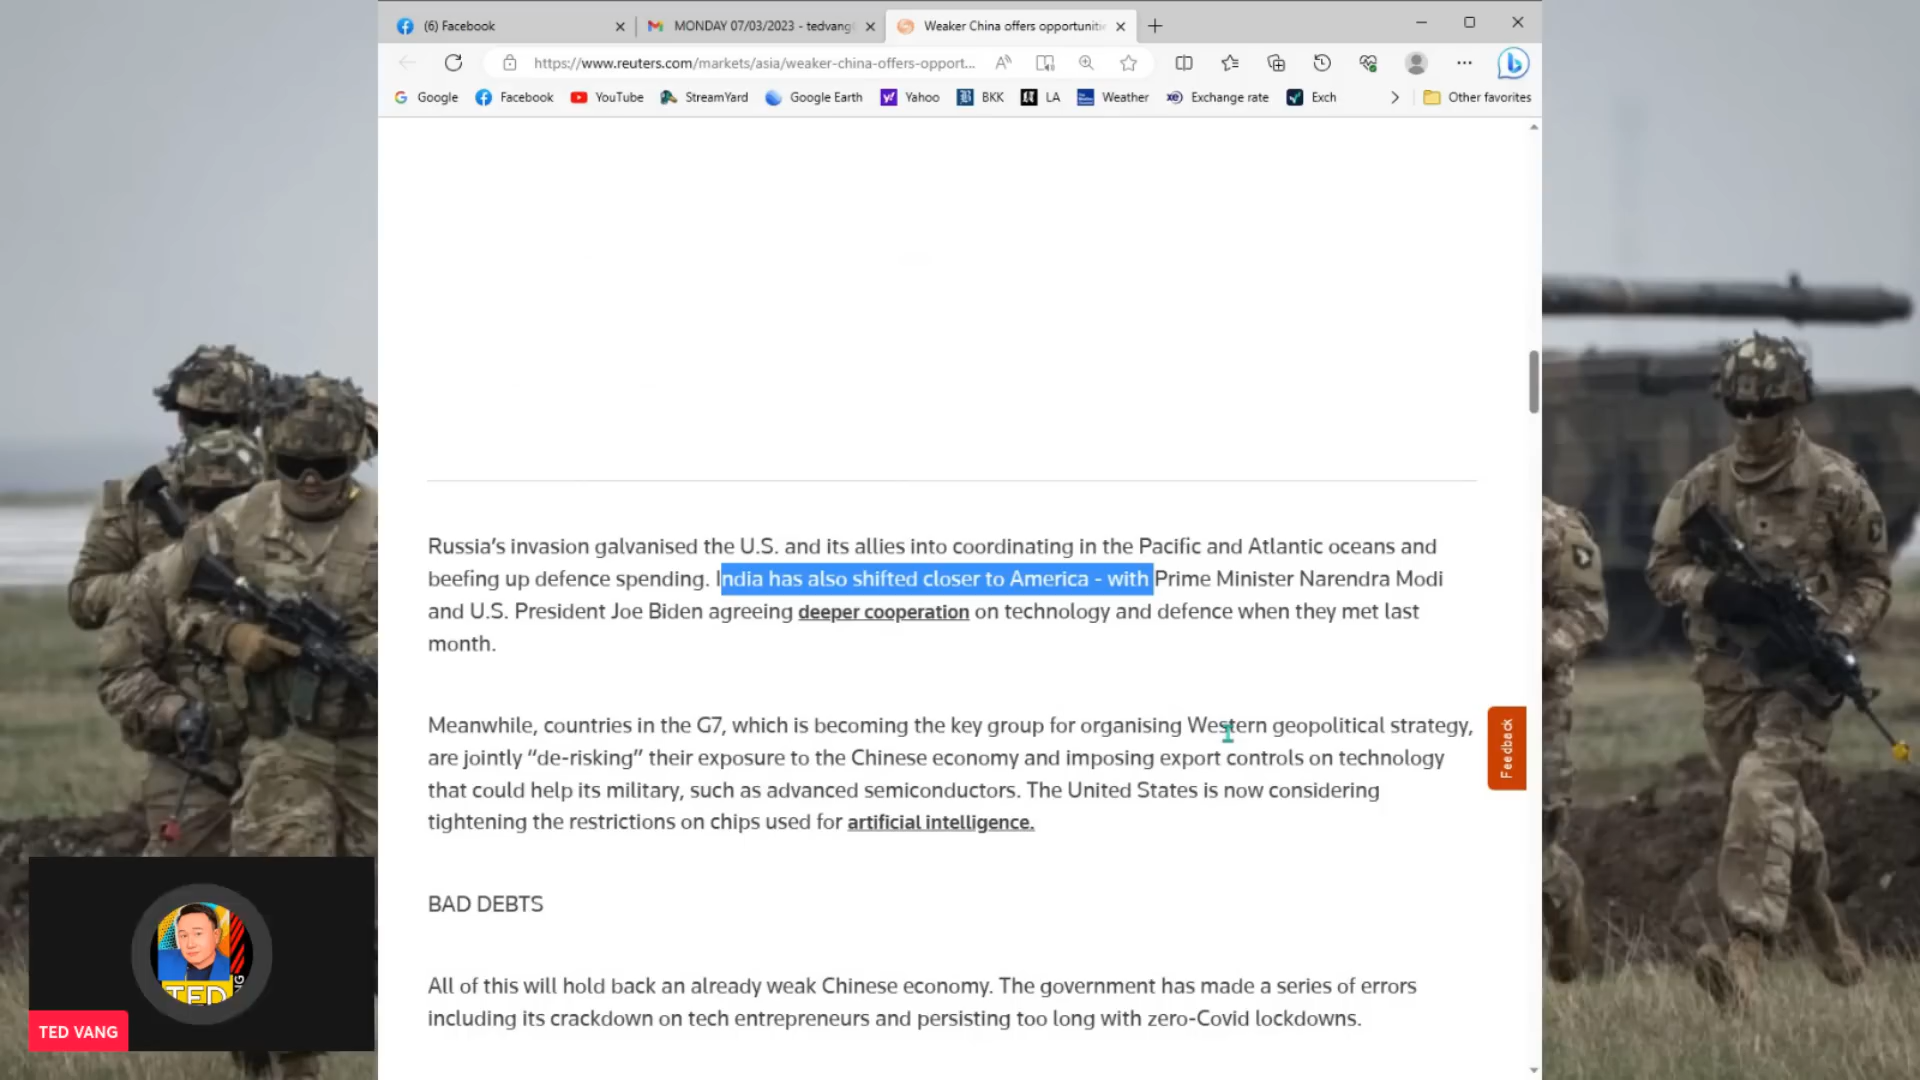 (6) Facebook
MONDAY 07/03/2023 - tedvang
Weaker China offers opportuniti
https://www.reuters.com/markets/asia/weaker-china-offers-opport...
Google
Facebook
YouTube
StreamYard
Google Earth
Yahoo
BKK
LA
Weather
Exchange rate
Exch
Other favorites
Russia's invasion galvanised the U.S. and its allies into coordinating in the Pacific and Atlantic oceans and
beefing up defence spending. India has also shifted closer to America - with Prime Minister Narendra Modi
and U.S. President Joe Biden agreeing deeper cooperation on technology and defence when they met last
month.
Meanwhile, countries in the G7, which is becoming the key group for organising Western geopolitical strategy,
are jointly “de-risking” their exposure to the Chinese economy and imposing export controls on technology
that could help its military, such as advanced semiconductors. The United States is now considering
tightening the restrictions on chips used for artificial intelligence.
Feedback
BAD DEBTS
All of this will hold back an already weak Chinese economy. The government has made a series of errors
including its crackdown on tech entrepreneurs and persisting too long with zero-Covid lockdowns.
TED
TED VANG